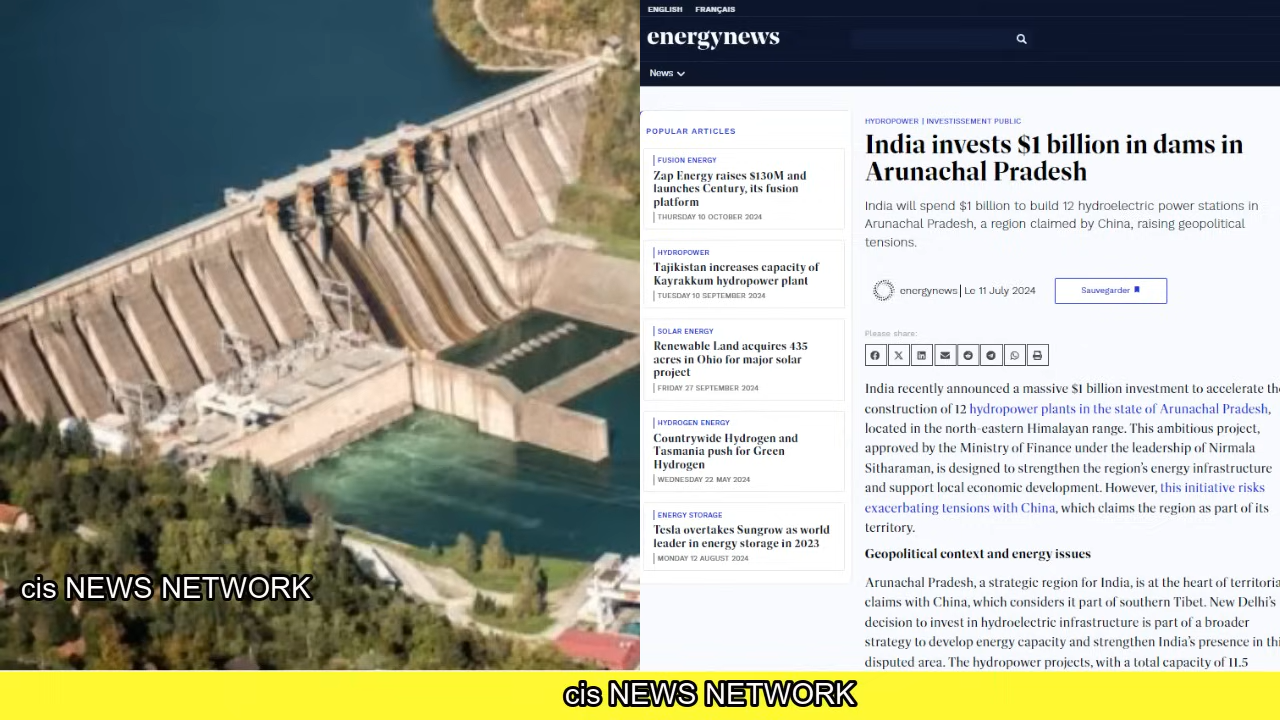 cis NEWS NETWORK
ENGLISH FRANÇAIS
energynews
News
POPULAR ARTICLES
FUSION ENERGY
Zap Energy raises $130M and
launches Century, its fusion
platform
THURSDAY 10 OCTOBER 2024
HYDROPOWER
Tajikistan increases capacity of
Kayrakkum hydropower plant
TUESDAY 10 SEPTEMBER 2024
SOLAR ENERGY
Renewable Land acquires 435
acres in Ohio for major solar
project
FRIDAY 27 SEPTEMBER 2024
HYDROGEN ENERGY
Countrywide Hydrogen and
Tasmania push for Green
Hydrogen
WEDNESDAY 22 MAY 2024
ENERGY STORAGE
Tesla overtakes Sungrow as world
leader in energy storage in 2023
MONDAY 12 AUGUST 2024
HYDROPOWER | INVESTISSEMENT PUBLIC
India invests $1 billion in dams in
Arunachal Pradesh
India will spend $1 billion to build 12 hydroelectric power stations in
Arunachal Pradesh, a region claimed by China, raising geopolitical
tensions.
energynews | Le 11 July 2024
Sauvegarder
Please share:
India recently announced a massive $1 billion investment to accelerate the
construction of 12 hydropower plants in the state of Arunachal Pradesh,
located in the north-eastern Himalayan range. This ambitious project,
approved by the Ministry of Finance under the leadership of Nirmala
Sitharaman, is designed to strengthen the region's energy infrastructure
and support local economic development. However, this initiative risks
exacerbating tensions with China, which claims the region as part of its
territory.
Geopolitical context and energy issues
Arunachal Pradesh, a strategic region for India, is at the heart of territoria
claims with China, which considers it part of southern Tibet. New Delhi's
decision to invest in hydroelectric infrastructure is part of a broader
strategy to develop energy capacity and strengthen India's presence in thi
disputed area. The hydropower projects, with a total capacity of 11.5
cis NEWS NETWORK